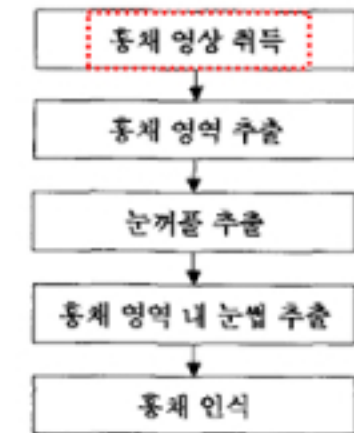 홍채 영상 취득
홍채 영역 추출
눈꺼풀 추출
홍채 영역 내 눈썹 추출
홍채 인식